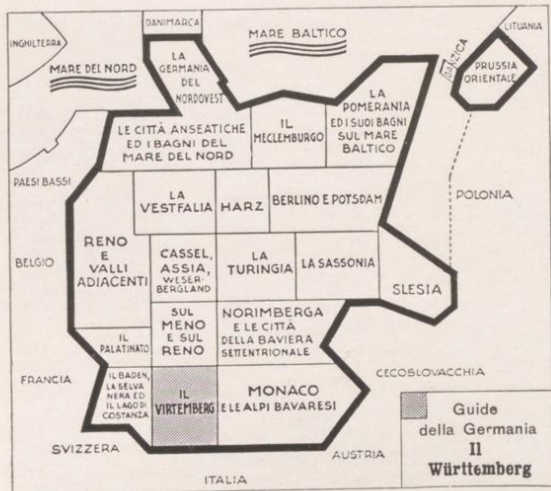 DANIMARCA
LITUANIA
INGHILTERRA
MARE BALTICO
LA
GERMANIA
DEL
NORDOVEST
MARE DEL NORD
DANZICA
PRUSSIA
ORIENTALE
LA
POMERANIA
ED I SUOI BAGNI
SUL MARE
BALTICO
LE CITTÀ ANSEATICHE
ED I BAGNI DEL
MARE DEL NORD
IL
MECLEMBURGO
PAESI BASSI
LA
VESTFALIA
HARZ
BERLINO E POTSDAM
POLONIA
RENO
E
VALLI
ADIACENTI
BELGIO
CASSEL,
ASSIA,
WESER-
BERGLAND
LA
TURINGIA
LA SASSONIA
SLESIA
SUL
MENO
E SUL
RENO
NORIMBERGA
E LE CITTÀ
DELLA BAVIERA
SETTENTRIONALE
IL
PALATINATO
FRANCIA
IL BADEN,
LA SELVA
NERA ED
IL LAGO DI
COSTANZA
IL
VIRTEMBERG
MONACO
E LE ALPI BAVARESI
CECOSLOVACCHIA
SVIZZERA
AUSTRIA
ITALIA
Guide
della Germania
Il
Württemberg